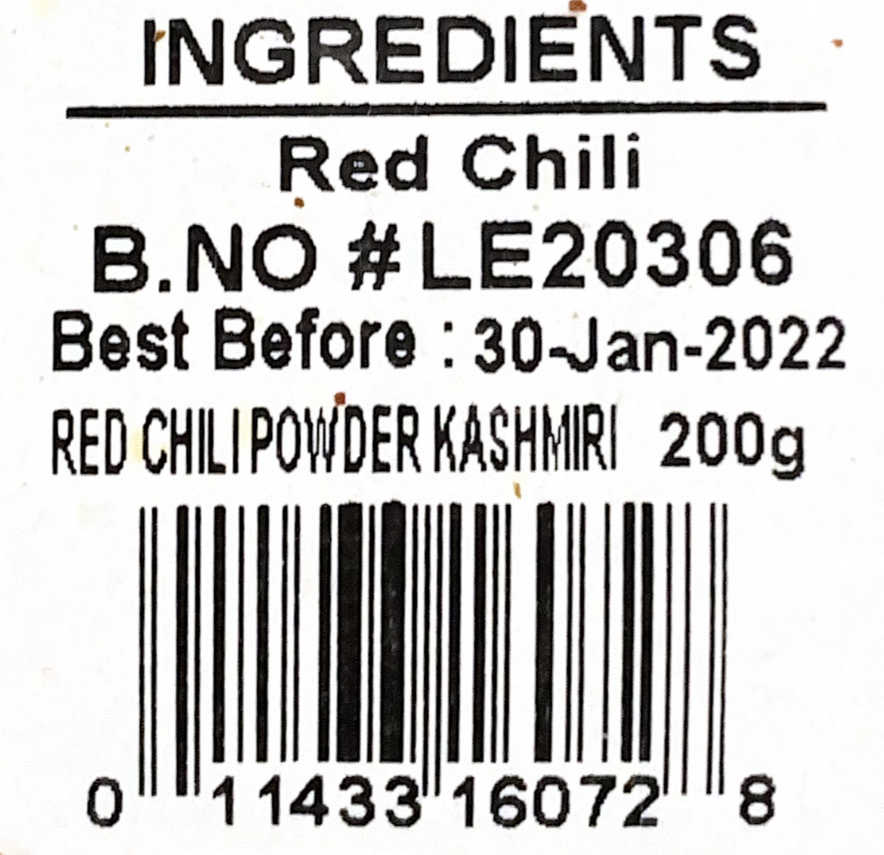 INGREDIENTS
Red Chili
B.NO #LE20306
Best Before : 30-Jan-2022
RED CHILI POWDER KASHMIRI 200g
0 11433 16072 8